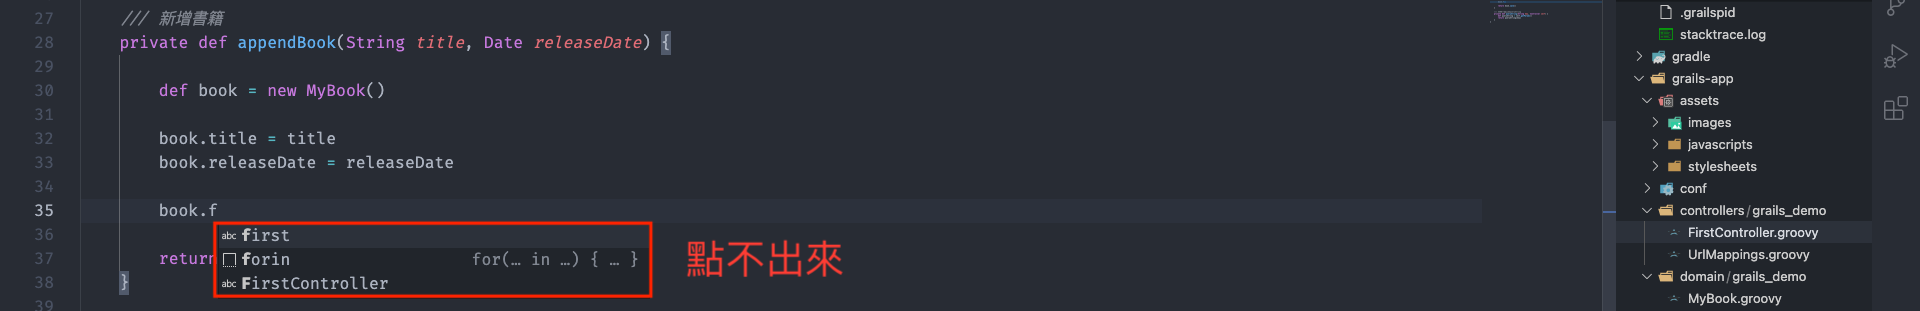 27 /// 新增書籍
28 private def appendBook(String title, Date releaseDate) {
29
30 def book = new MyBook()
31
32 book.title = title
33 book.releaseDate = releaseDate
34
35 book.f
36
37 return
38 }
39
abc first
forin for(… in …) { … }
abc FirstController
點不出來
.grailspid
stacktrace.log
gradle
grails-app
assets
images
javascripts
stylesheets
conf
controllers/grails_demo
FirstController.groovy
UrlMappings.groovy
domain/grails_demo
MyBook.groovy